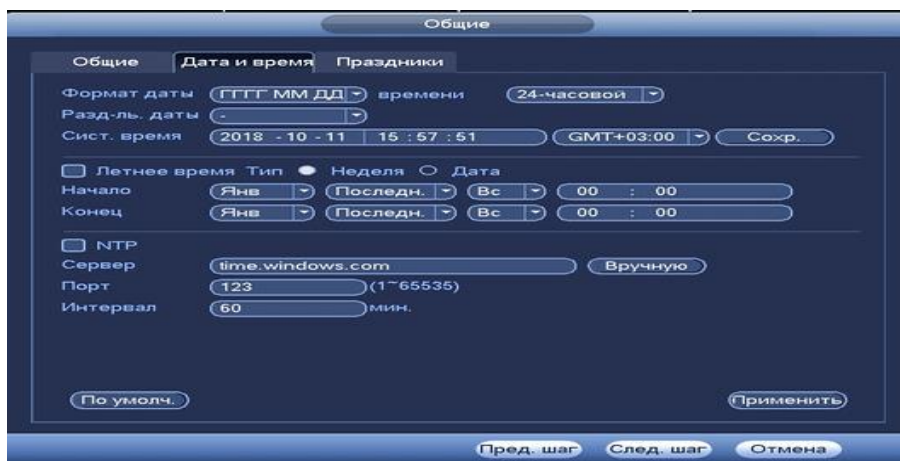 Общие
Общие Дата и время Праздники
Формат даты ГГГГ ММ ДД времени 24-часовой
Разд-ль. даты -
Сист. время 2018 - 10 - 11 15 : 57 : 51 GMT+03:00 Сохр.
Летнее время Тип Неделя Дата
Начало Янв Последн. Вс 00 : 00
Конец Янв Последн. Вс 00 : 00
NTP
Сервер time.windows.com Вручную
Порт 123 (1~65535)
Интервал 60 мин.
По умолч. Применить
Пред. шаг След. шаг Отмена